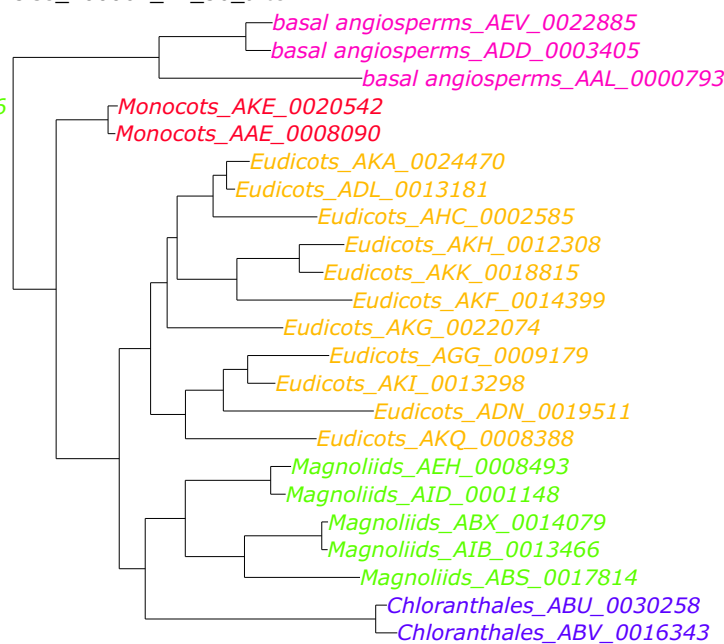 basal angiosperms_AEV_0022885
basal angiosperms_ADD_0003405
basal angiosperms_AAL_0000793
Monocots_AKE_0020542
Monocots_AAE_0008090
Eudicots_AKA_0024470
Eudicots_ADL_0013181
Eudicots_AHC_0002585
Eudicots_AKH_0012308
Eudicots_AKK_0018815
Eudicots_AKF_0014399
Eudicots_AKG_0022074
Eudicots_AGG_0009179
Eudicots_AKI_0013298
Eudicots_ADN_0019511
Eudicots_AKQ_0008388
Magnoliids_AEH_0008493
Magnoliids_AID_0001148
Magnoliids_ABX_0014079
Magnoliids_AIB_0013466
Magnoliids_ABS_0017814
Chloranthales_ABU_0030258
Chloranthales_ABV_0016343